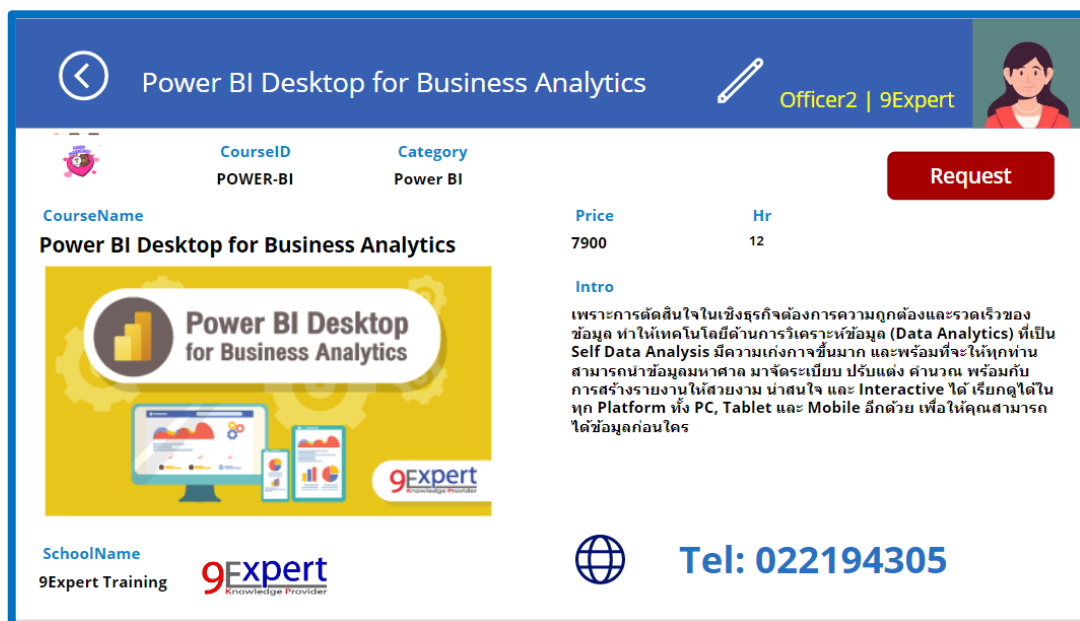 Power BI Desktop for Business Analytics
Officer2 | 9Expert
CourseID
Category
POWER-BI
Power BI
Request
CourseName
Power BI Desktop for Business Analytics
Price
Hr
7900
12
Intro
เพราะการตัดสินใจในเชิงธุรกิจต้องการความถูกต้องและรวดเร็วของ
ข้อมูล ทำให้เทคโนโลยีด้านการวิเคราะห์ข้อมูล (Data Analytics) ที่เป็น
Self Data Analysis มีความเก่งกาจขึ้นมาก และพร้อมที่จะให้ทุกท่าน
สามารถนำข้อมูลมหาศาล มาจัดระเบียบ ปรับแต่ง คำนวณ พร้อมกับ
การสร้างรายงานให้สวยงาม น่าสนใจ และ Interactive ได้ เรียกดูได้ใน
ทุก Platform ทั้ง PC, Tablet และ Mobile อีกด้วย เพื่อให้คุณสามารถ
ได้ข้อมูลก่อนใคร
Power BI Desktop
for Business Analytics
9Expert
Knowledge Provider
SchoolName
9Expert Training
9Expert
Knowledge Provider
Tel: 022194305